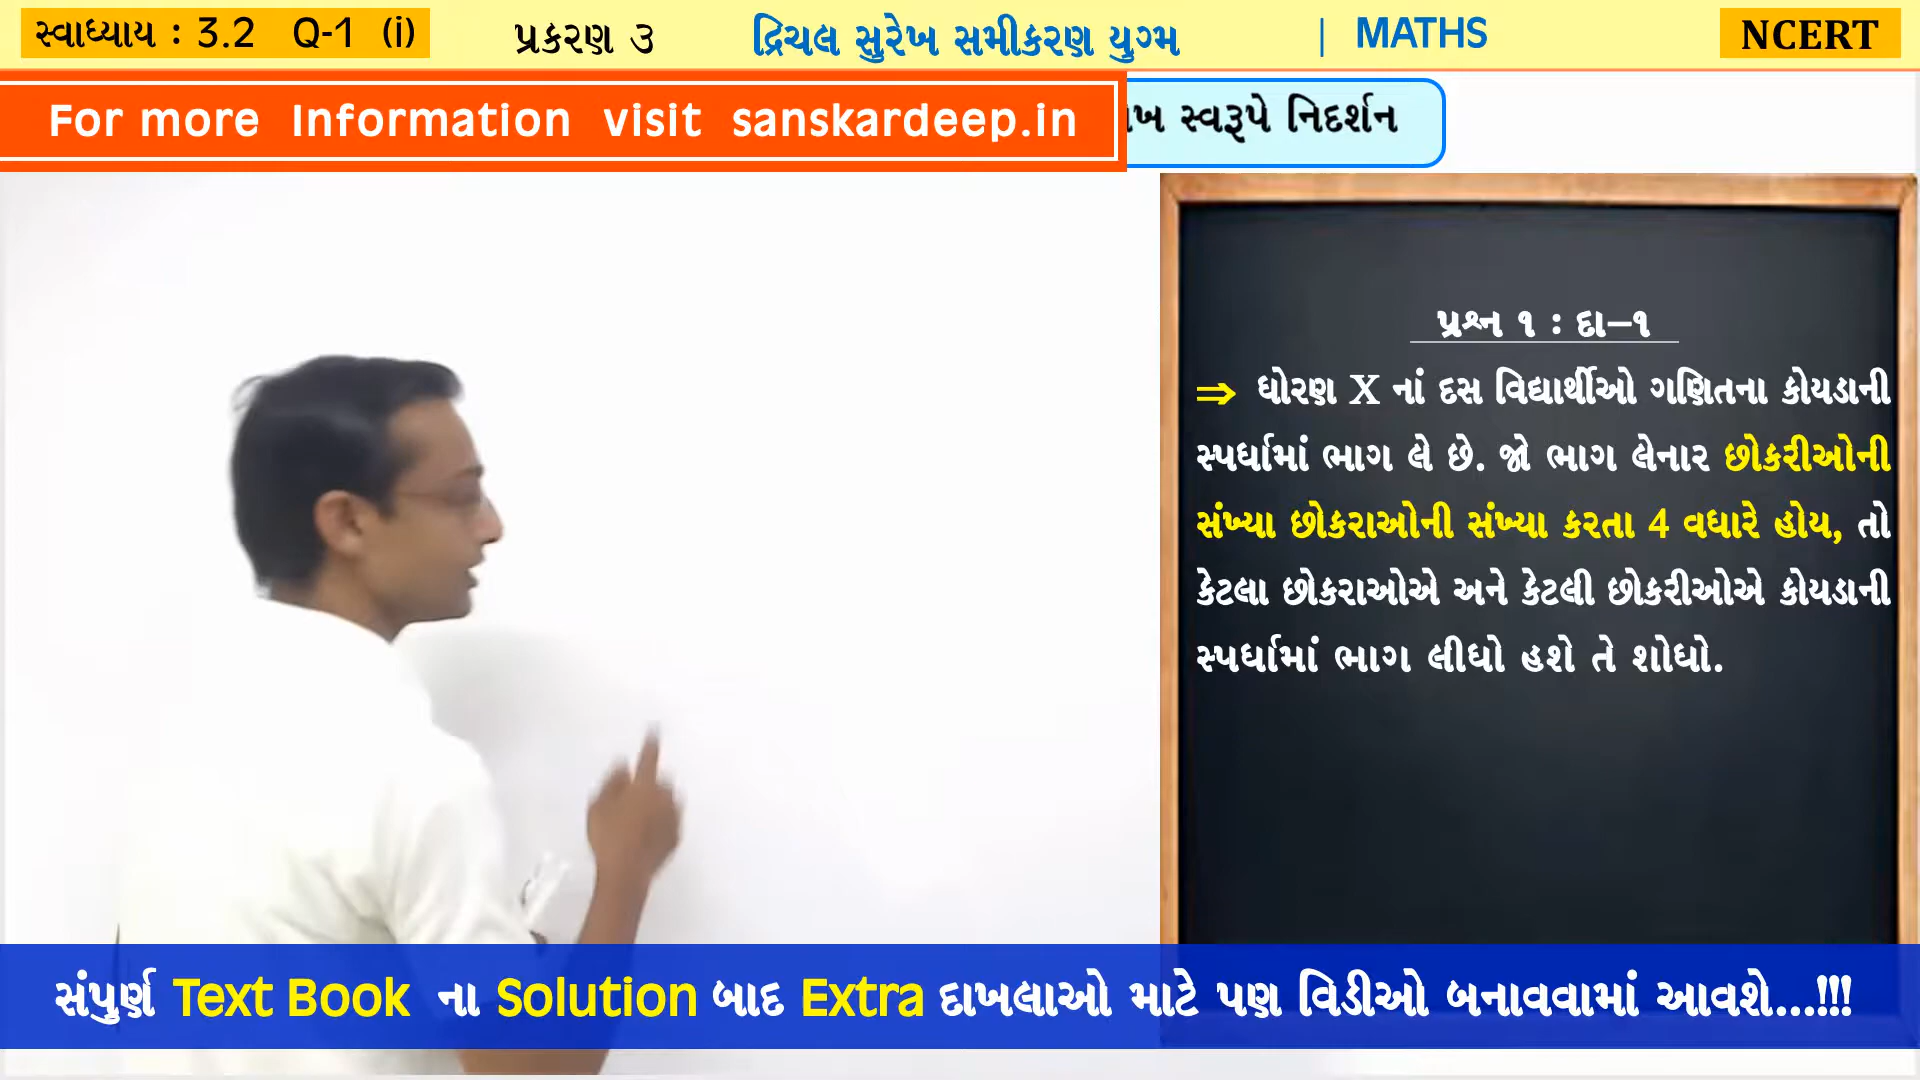 સ્વાધ્યાય : 3.2 Q-1 (i) પ્રકરણ ૩ દ્વિચલ સુરેખ સમીકરણ યુગ્મ | MATHS NCERT
For more Information visit sanskardeep.in સ્વરૂપે નિદર્શન
પ્રશ્ન ૧ : દા–૧
⇒ ધોરણ X નાં દસ વિદ્યાર્થીઓ ગણિતના કોયડાની
સ્પર્ધામાં ભાગ લે છે. જો ભાગ લેનાર છોકરીઓની
સંખ્યા છોકરાઓની સંખ્યા કરતા 4 વધારે હોય, તો
કેટલા છોકરાઓએ અને કેટલી છોકરીઓએ કોયડાની
સ્પર્ધામાં ભાગ લીધો હશે તે શોધો.
સંપુર્ણ Text Book ના Solution બાદ Extra દાખલાઓ માટે પણ વિડીઓ બનાવવામાં આવશે...!!!